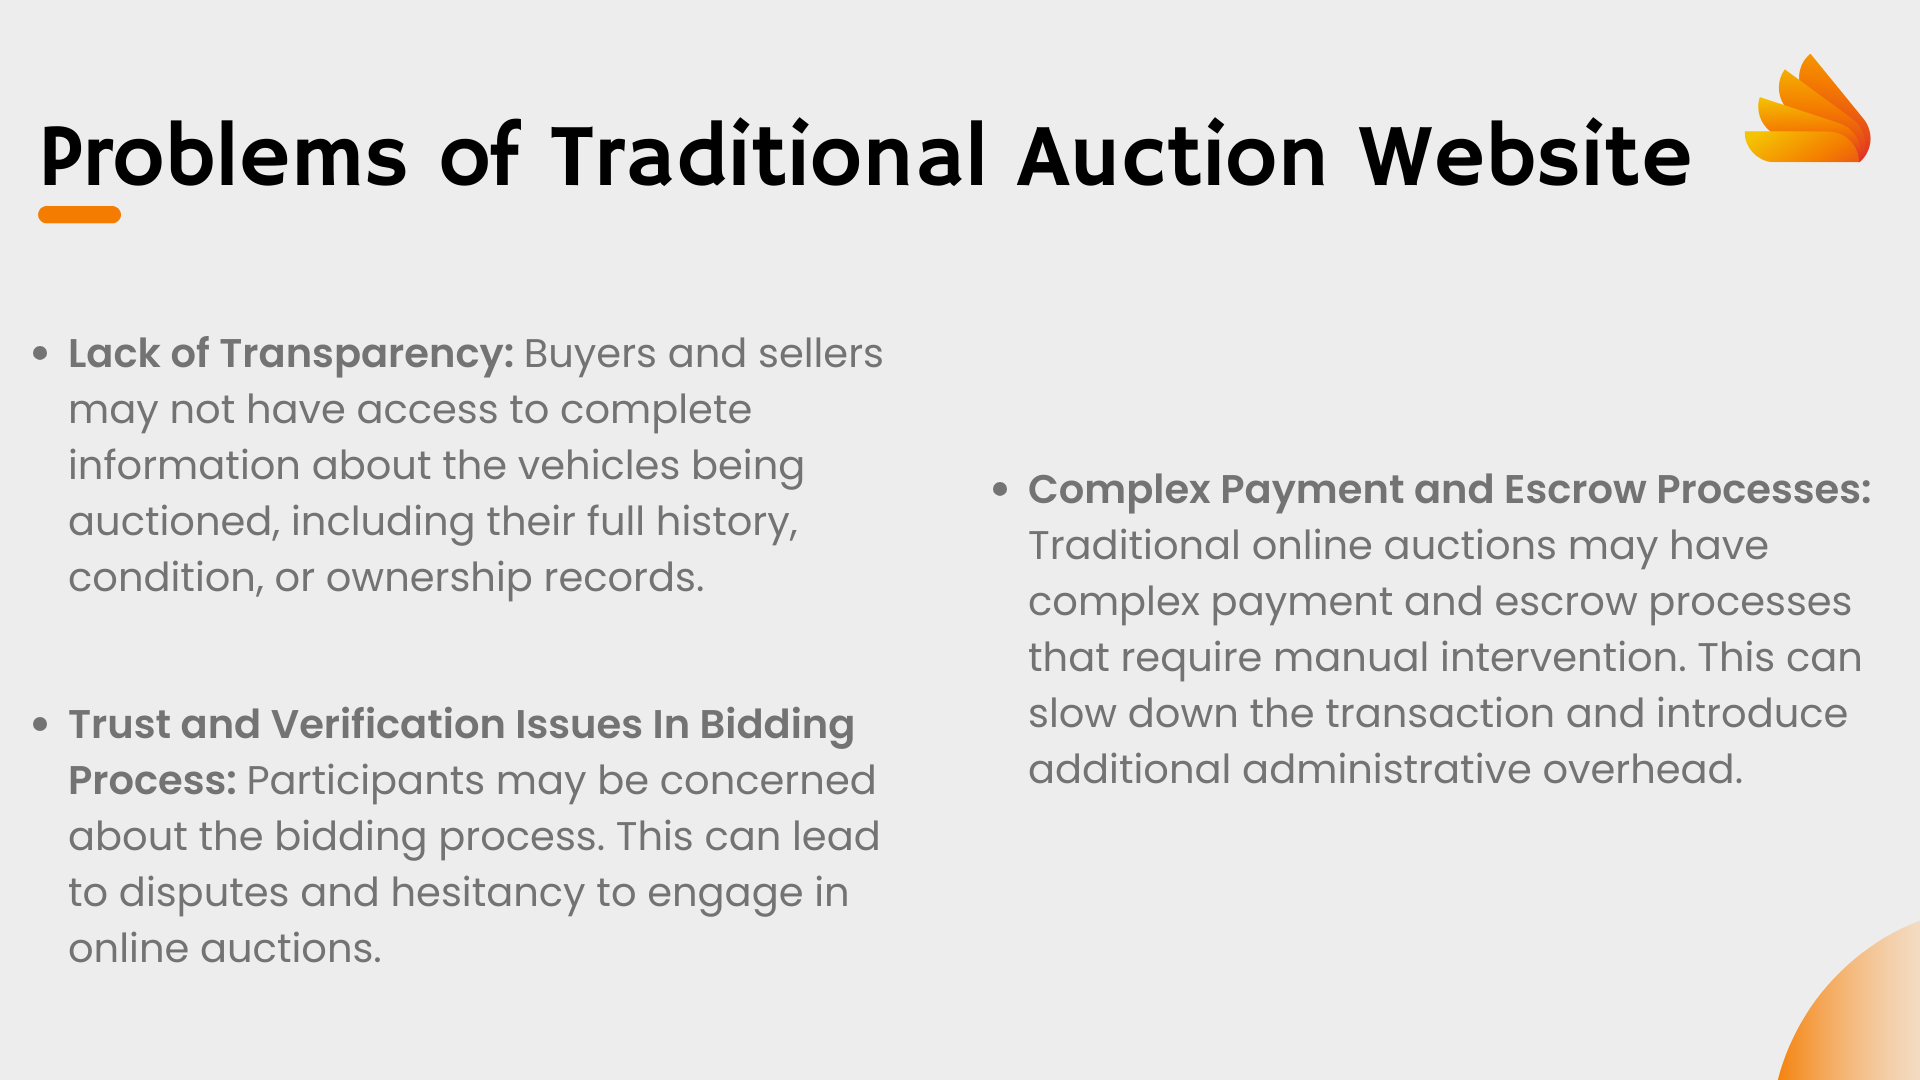 Problems of Traditional Auction Website
• Lack of Transparency: Buyers and sellers
may not have access to complete
information about the vehicles being
auctioned, including their full history,
condition, or ownership records.
• Trust and Verification Issues In Bidding
Process: Participants may be concerned
about the bidding process. This can lead
to disputes and hesitancy to engage in
online auctions.
• Complex Payment and Escrow Processes:
Traditional online auctions may have
complex payment and escrow processes
that require manual intervention. This can
slow down the transaction and introduce
additional administrative overhead.